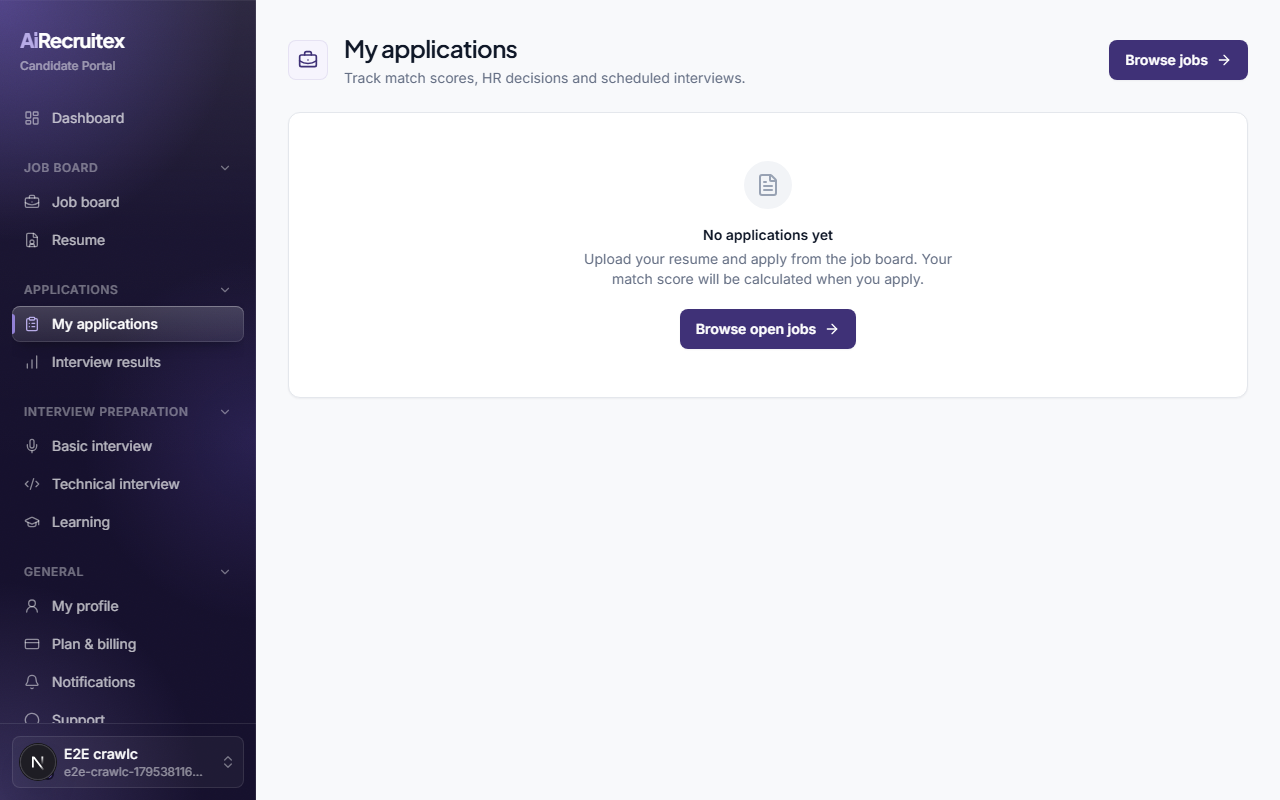 AiRecruitex
Candidate Portal
Dashboard
JOB BOARD
Job board
Resume
APPLICATIONS
My applications
Interview results
INTERVIEW PREPARATION
Basic interview
Technical interview
Learning
GENERAL
My profile
Plan & billing
Notifications
Support
N
E2E crawlc
e2e-crawlc-179538116...
My applications
Track match scores, HR decisions and scheduled interviews.
Browse jobs
No applications yet
Upload your resume and apply from the job board. Your
match score will be calculated when you apply.
Browse open jobs